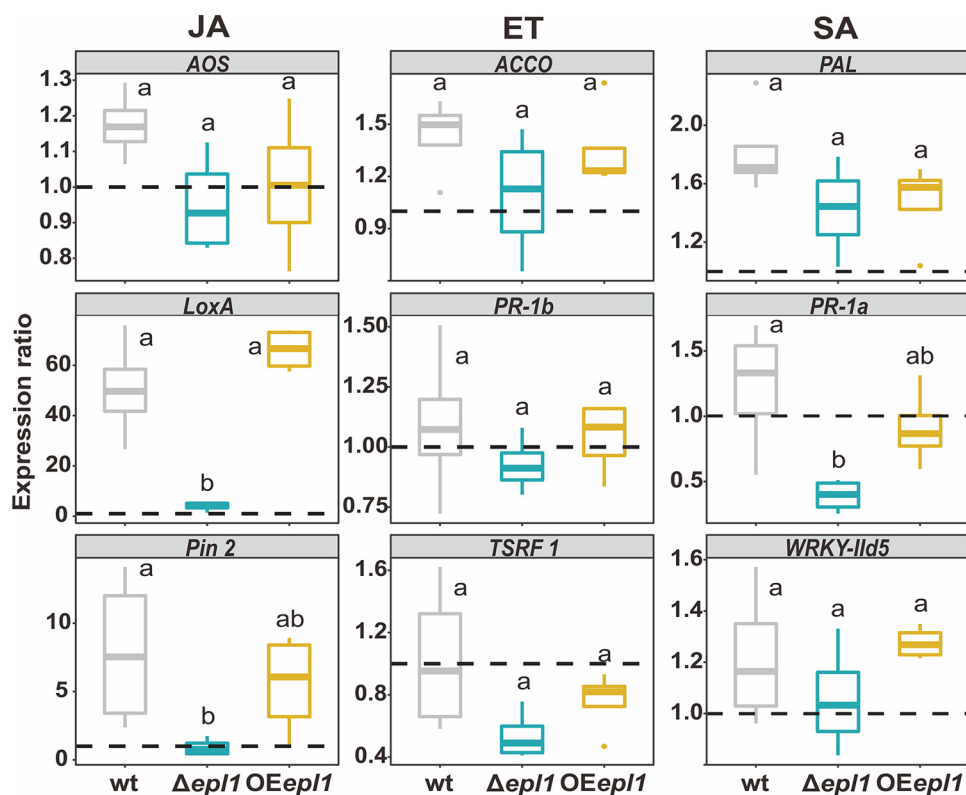 JA ET SA
AOS ACCO PAL
1.3
1.2
1.1
1.0
0.9
0.8
a a a
1.5
1.2
0.9
a a a
2.0
1.6
1.2
a a a
Expression ratio
LoxA PR-1b PR-1a
60
40
20
0
a b a
1.50
1.25
1.00
0.75
a a a
1.5
1.0
0.5
a b ab
Pin 2 TSRF 1 WRKY-IId5
10
5
0
a b ab
1.6
1.2
0.8
0.4
a a a
1.6
1.4
1.2
1.0
a a a
wt Δepl1 OEepl1 wt Δepl1 OEepl1 wt Δepl1 OEepl1